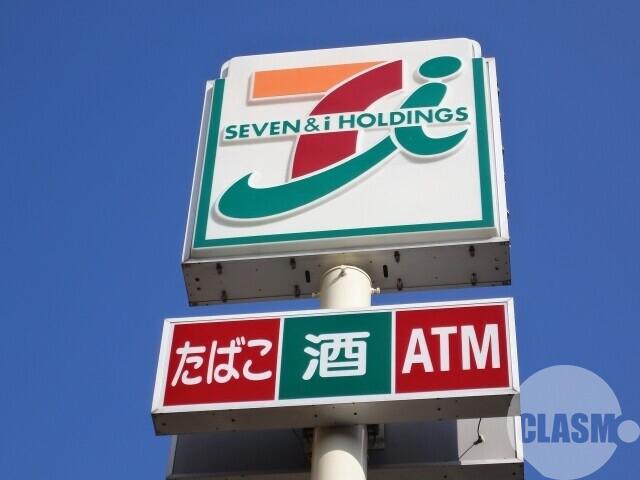 SEVEN & i HOLDINGS
たばこ 酒 ATM
CLASM